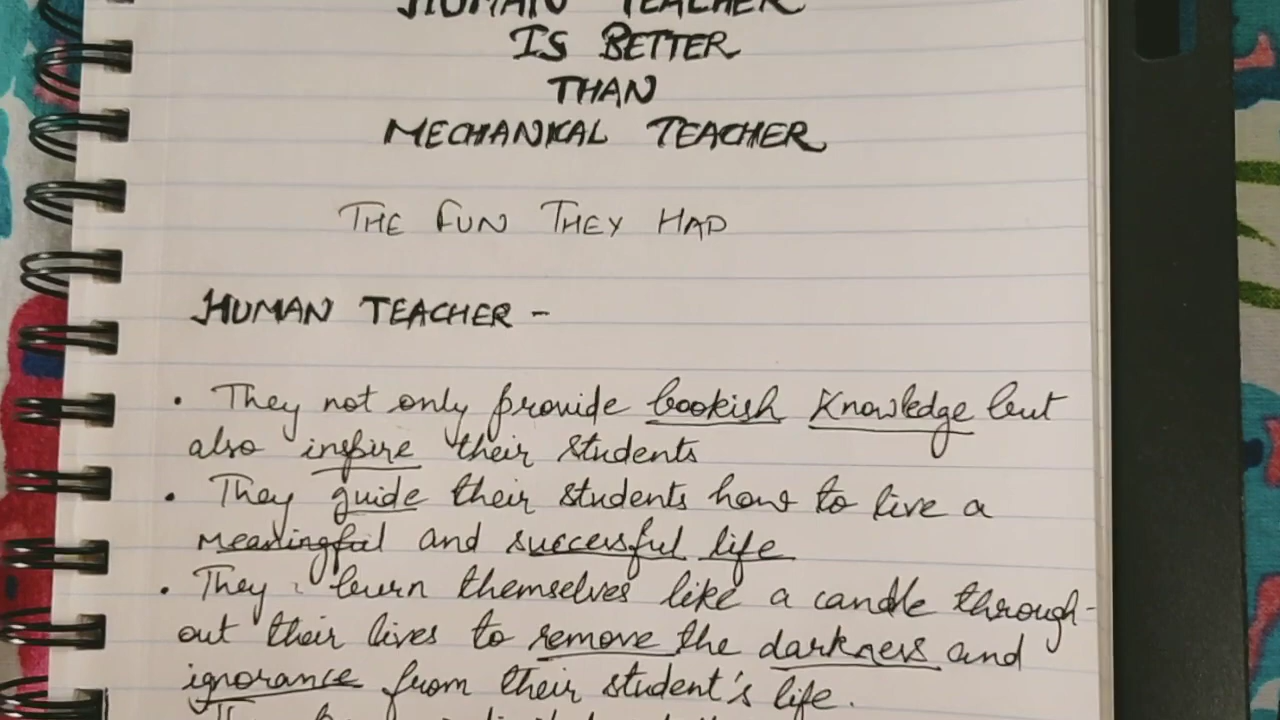 HUMAN TEACHER
IS BETTER
THAN
MECHANICAL TEACHER
THE FUN THEY HAD
HUMAN TEACHER -
• They not only provide bookish knowledge but
also inspire their students
• They guide their students how to live a
meaningful and successful life
• They burn themselves like a candle through-
out their lives to remove the darkness and
ignorance from their student's life.